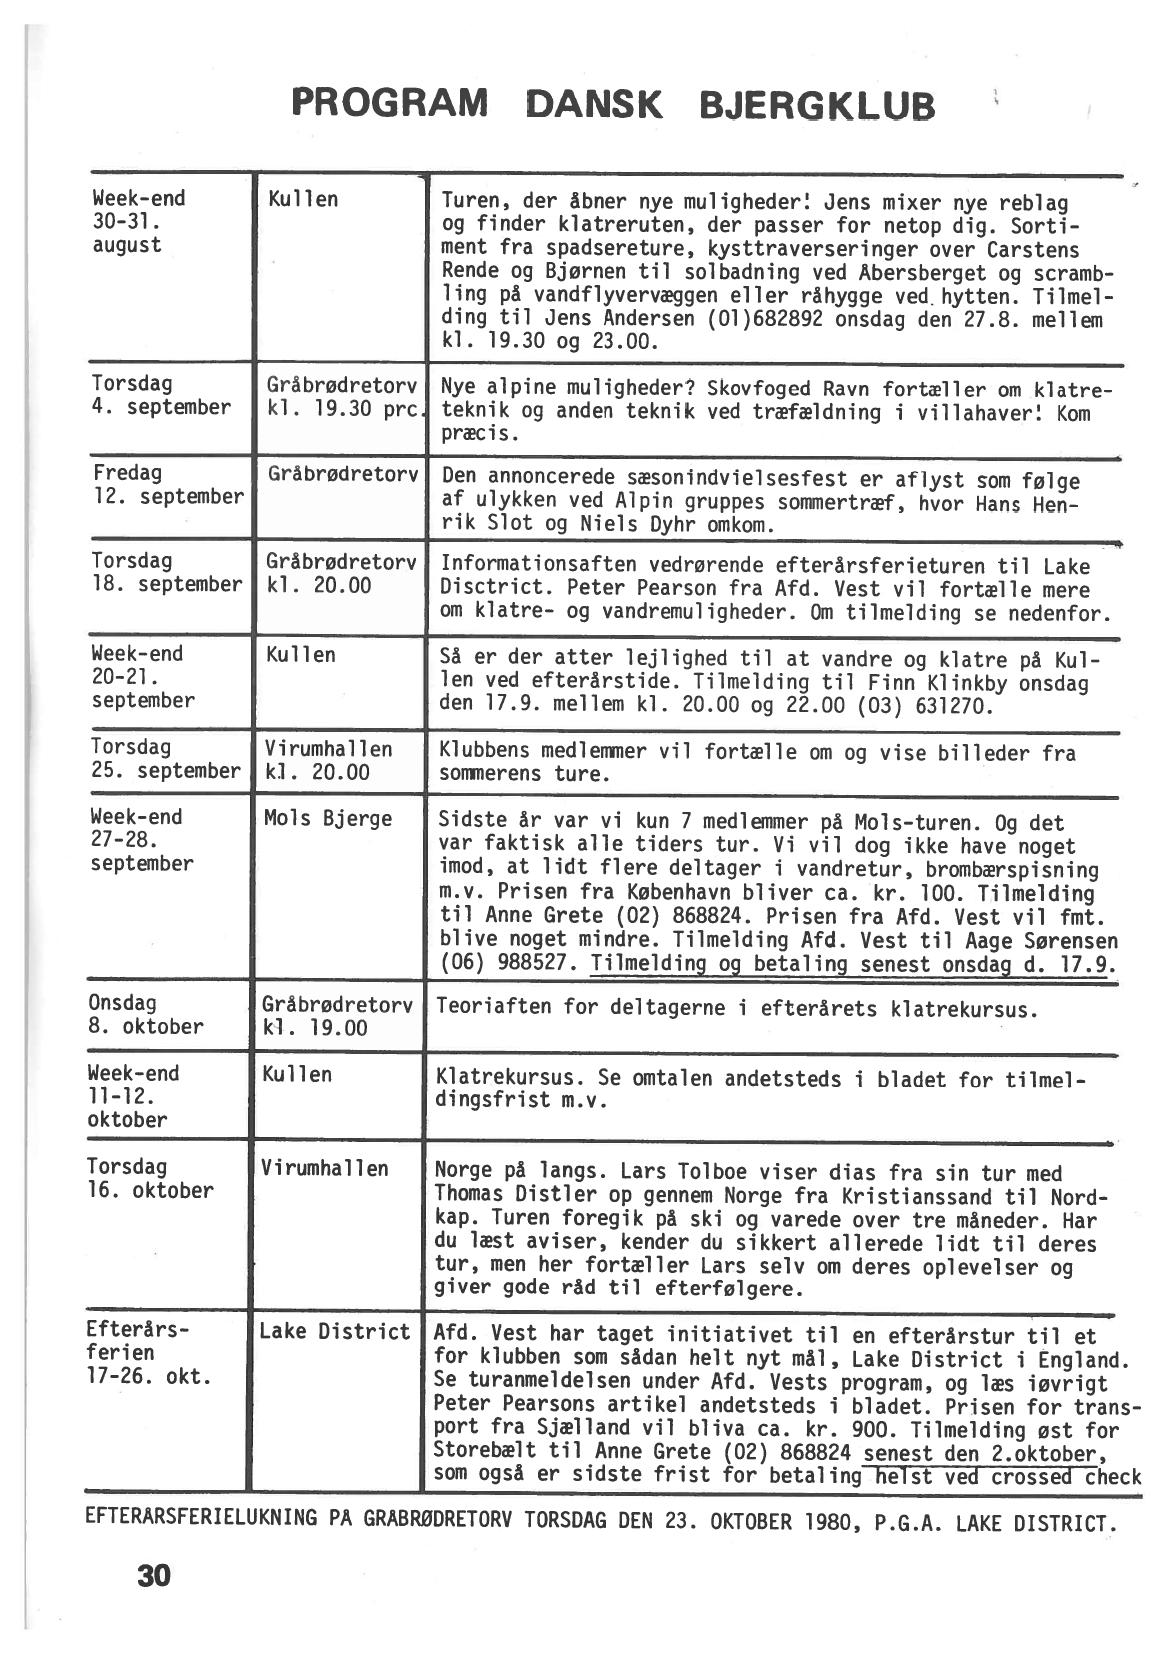 PROGRAM DANSK BJERGKLUB
Week-end
30-31.
august
Kullen
Turen, der åbner nye muligheder! Jens mixer nye reblag
og finder klatreruten, der passer for netop dig. Sorti-
ment fra spadsereture, kysttraverseringer over Carstens
Rende og Bjørnen til solbadning ved Åbersberget og scramb-
ling på vandflyvervæggen eller råhygge ved hytten. Tilmel-
ding til Jens Andersen (01)682892 onsdag den 27.8. mellem
kl. 19.30 og 23.00.
Torsdag
4. september
Gråbrødretorv
kl. 19.30 prc.
Nye alpine muligheder? Skovfoged Ravn fortæller om klatre-
teknik og anden teknik ved træfældning i villahaver! Kom
præcis.
Fredag
12. september
Gråbrødretorv
Den annoncerede sæsonindvielsesfest er aflyst som følge
af ulykken ved Alpin gruppes sommertræf, hvor Hans Hen-
rik Slot og Niels Dyhr omkom.
Torsdag
18. september
Gråbrødretorv
kl. 20.00
Informationsaften vedrørende efterårsferieturen til Lake
Disctrict. Peter Pearson fra Afd. Vest vil fortælle mere
om klatre- og vandremuligheder. Om tilmelding se nedenfor.
Week-end
20-21.
september
Kullen
Så er der atter lejlighed til at vandre og klatre på Kul-
len ved efterårstide. Tilmelding til Finn Klinkby onsdag
den 17.9. mellem kl. 20.00 og 22.00 (03) 631270.
Torsdag
25. september
Virumhallen
kl. 20.00
Klubbens medlemmer vil fortælle om og vise billeder fra
sommerens ture.
Week-end
27-28.
september
Mols Bjerge
Sidste år var vi kun 7 medlemmer på Mols-turen. Og det
var faktisk alle tiders tur. Vi vil dog ikke have noget
imod, at lidt flere deltager i vandretur, brombærspisning
m.v. Prisen fra København bliver ca. kr. 100. Tilmelding
til Anne Grete (02) 868824. Prisen fra Afd. Vest vil fmt.
blive noget mindre. Tilmelding Afd. Vest til Aage Sørensen
(06) 988527. Tilmelding og betaling senest onsdag d. 17.9.
Onsdag
8. oktober
Gråbrødretorv
kl. 19.00
Teoriaften for deltagerne i efterårets klatrekursus.
Week-end
11-12.
oktober
Kullen
Klatrekursus. Se omtalen andetsteds i bladet for tilmel-
dingsfrist m.v.
Torsdag
16. oktober
Virumhallen
Norge på langs. Lars Tolboe viser dias fra sin tur med
Thomas Distler op gennem Norge fra Kristianssand til Nord-
kap. Turen foregik på ski og varede over tre måneder. Har
du læst aviser, kender du sikkert allerede lidt til deres
tur, men her fortæller Lars selv om deres oplevelser og
giver gode råd til efterfølgere.
Efterårs-
ferien
17-26. okt.
Lake District
Afd. Vest har taget initiativet til en efterårstur til et
for klubben som sådan helt nyt mål, Lake District i England.
Se turanmeldelsen under Afd. Vests program, og læs iøvrigt
Peter Pearsons artikel andetsteds i bladet. Prisen for trans-
port fra Sjælland vil bliva ca. kr. 900. Tilmelding øst for
Storebælt til Anne Grete (02) 868824 senest den 2.oktober,
som også er sidste frist for betaling helst ved crossed check
EFTERÅRSFERIELUKNING PÅ GRÅBRØDRETORV TORSDAG DEN 23. OKTOBER 1980, P.G.A. LAKE DISTRICT.
30